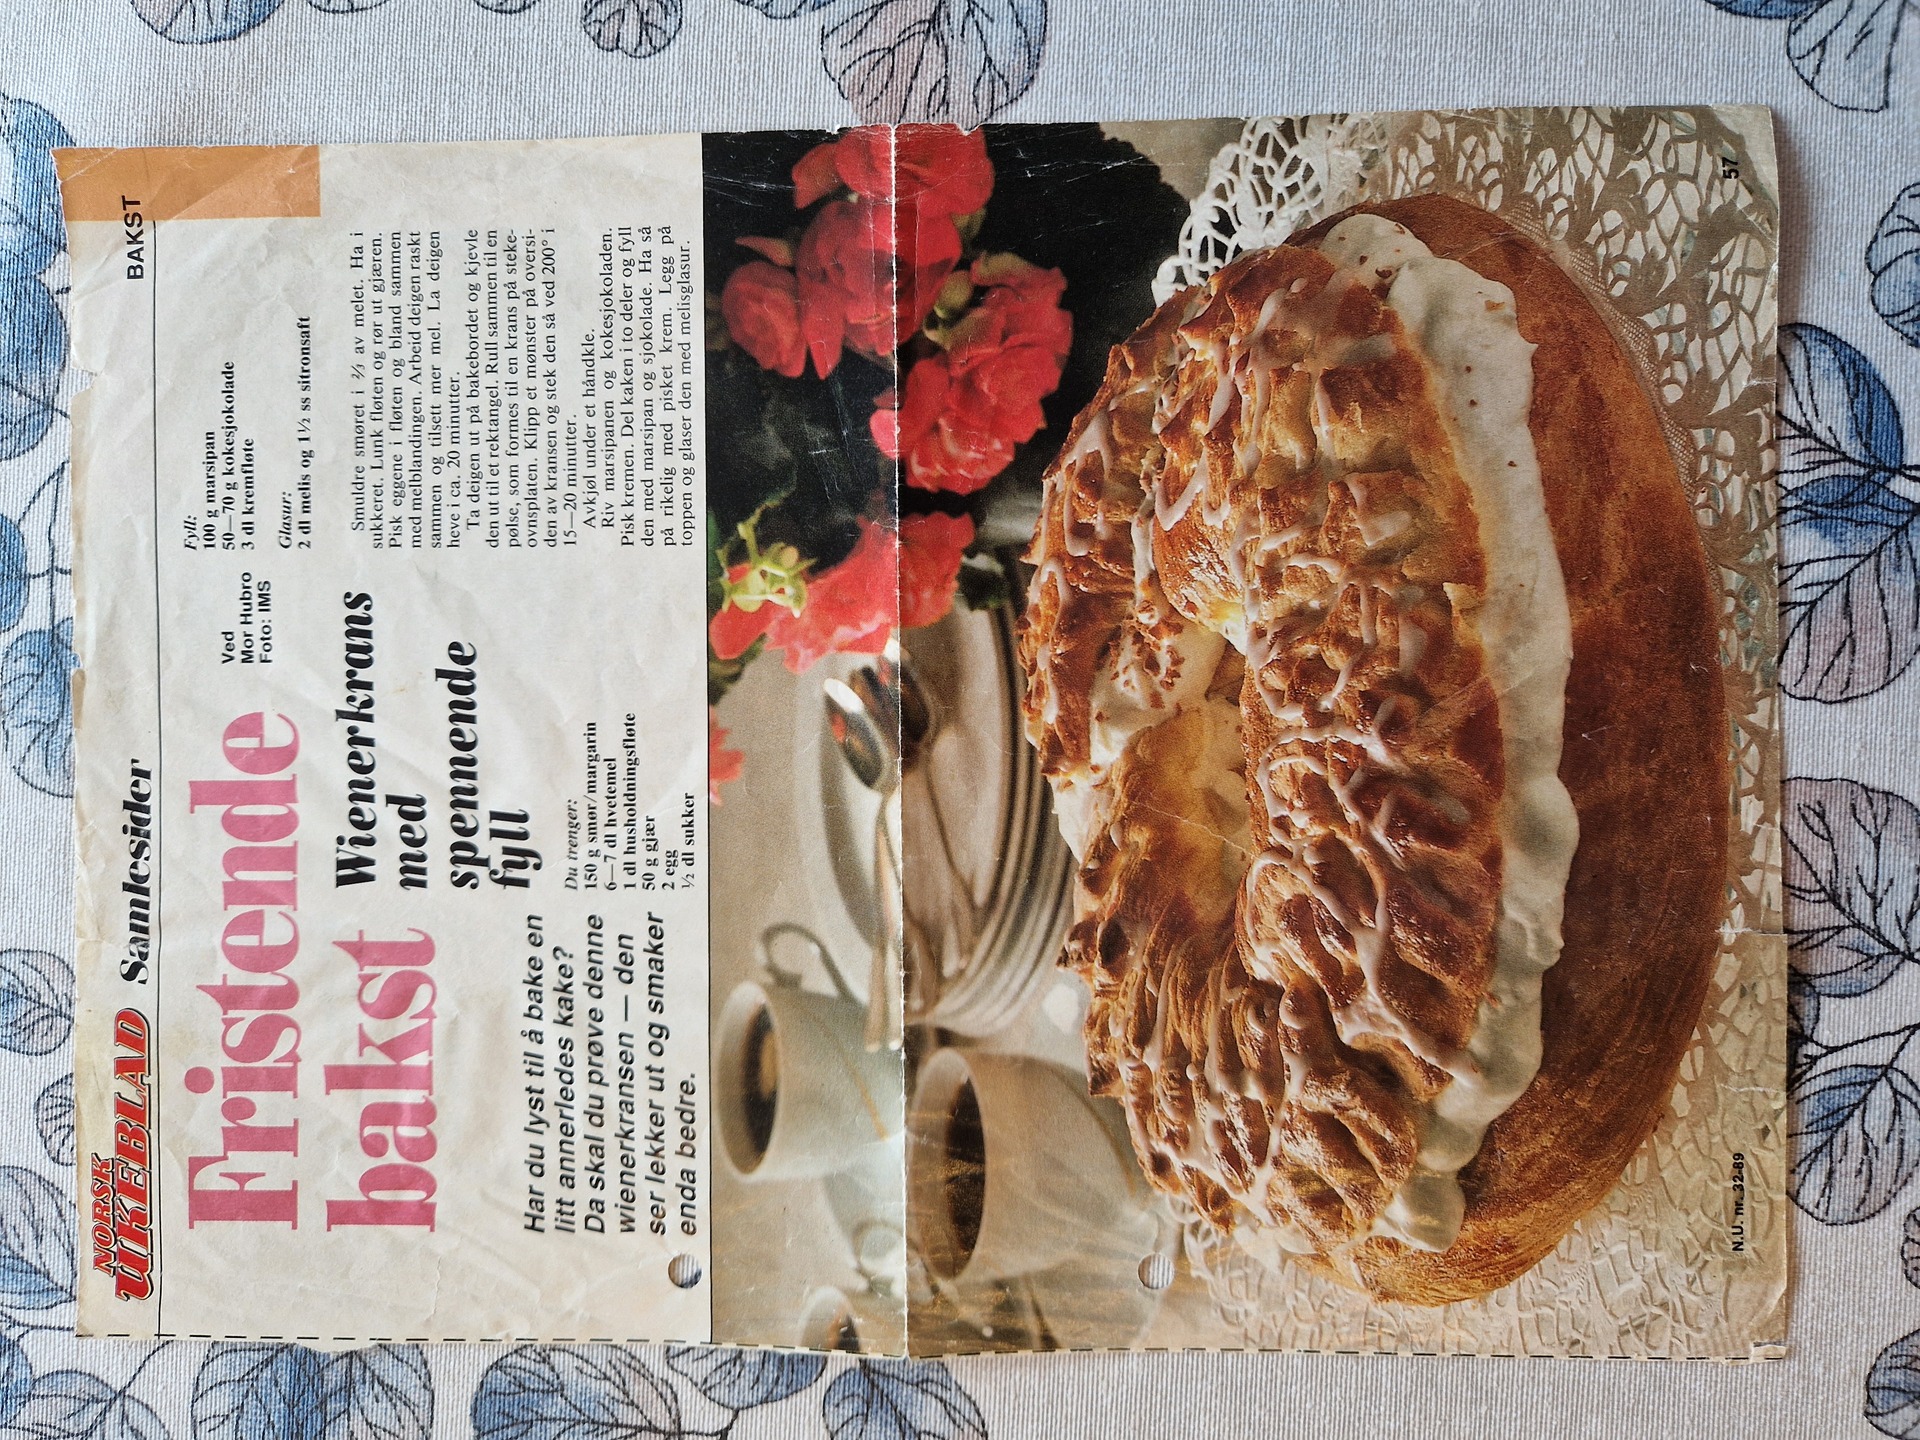 NORSK
UKEBLAD Samlesider
BAKST
Fristende
bakst
Har du lyst til å bake en
litt annerledes kake?
Da skal du prøve denne
wienerkransen — den
ser lekker ut og smaker
enda bedre.
Ved
Mor Hubro
Foto: IMS
Wienerkrans
med
spennende
fyll
Du trenger:
150 g smør/margarin
6—7 dl hvetemel
1 dl husholdningsfløte
50 g gjær
2 egg
½ dl sukker
Fyll:
100 g marsipan
50—70 g kokesjokolade
3 dl kremfløte
Glasur:
2 dl melis og 1½ ss sitronsaft
Smuldre smøret i ⅔ av melet. Ha i
sukkeret. Lunk fløten og rør ut gjæren.
Pisk eggene i fløten og bland sammen
med melblandingen. Arbeid deigen raskt
sammen og tilsett mer mel. La deigen
heve i ca. 20 minutter.
Ta deigen ut på bakebordet og kjevle
den ut til et rektangel. Rull sammen til en
pølse, som formes til en krans på steke-
ovnsplaten. Klipp et mønster på oversi-
den av kransen og stek den så ved 200° i
15—20 minutter.
Avkjøl under et håndkle.
Riv marsipanen og kokesjokoladen.
Pisk kremen. Del kaken i to deler og fyll
den med marsipan og sjokolade. Ha så
på rikelig med pisket krem. Legg på
toppen og glaser den med melisglasur.
N.U. nr. 32-89
57